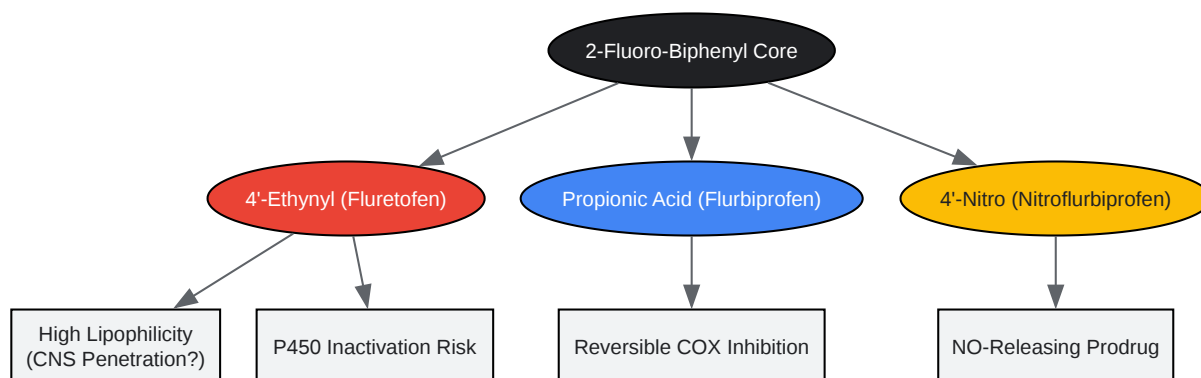 2-Fluoro-Biphenyl Core
4'-Ethynyl (Fluretofen)
Propionic Acid (Flurbiprofen)
4'-Nitro (Nitroflurbiprofen)
High Lipophilicity
(CNS Penetration?)
P450 Inactivation Risk
Reversible COX Inhibition
NO-Releasing Prodrug